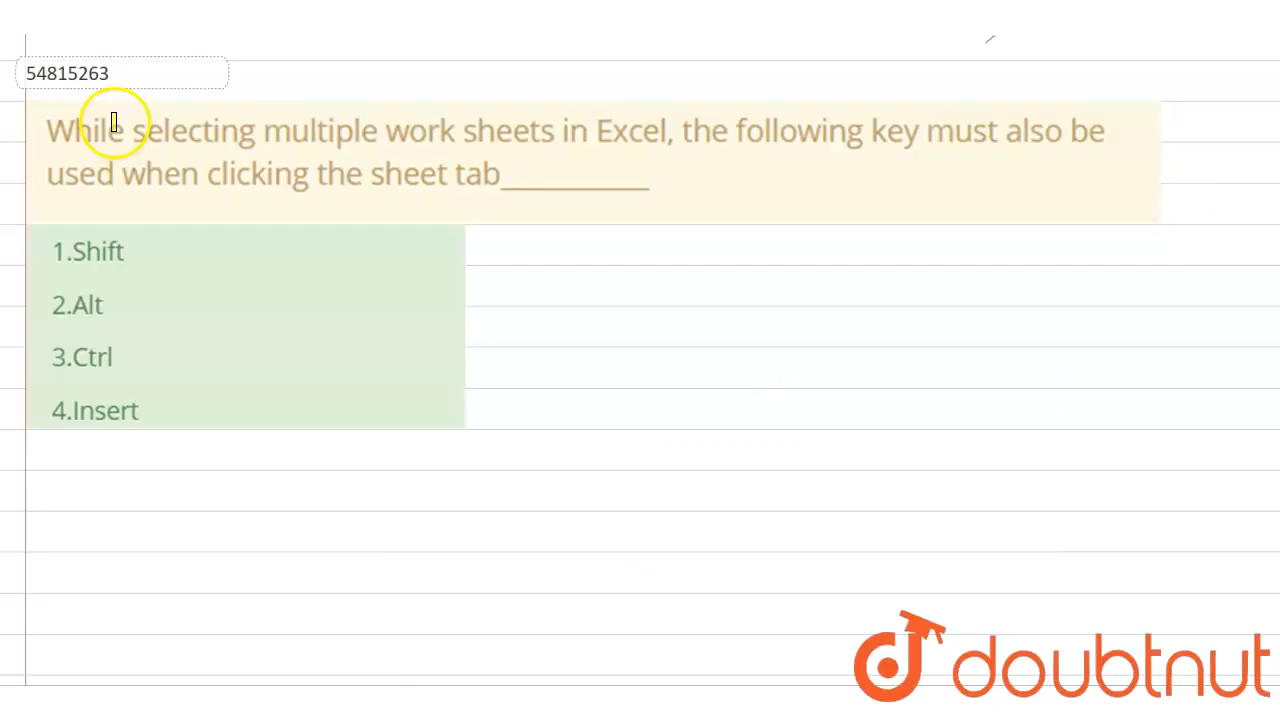 54815263
While selecting multiple work sheets in Excel, the following key must also be
used when clicking the sheet tab__________
1.Shift
2.Alt
3.Ctrl
4.Insert
doubtnut